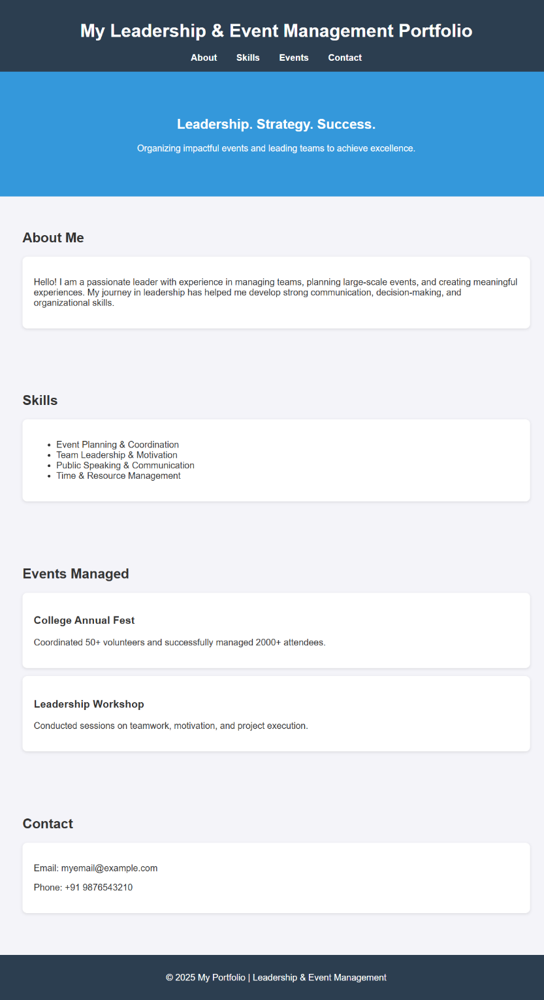 My Leadership & Event Management Portfolio
About Skills Events Contact
Leadership. Strategy. Success.
Organizing impactful events and leading teams to achieve excellence.
About Me
Hello! I am a passionate leader with experience in managing teams, planning large-scale events, and creating meaningful
experiences. My journey in leadership has helped me develop strong communication, decision-making, and
organizational skills.
Skills
• Event Planning & Coordination
• Team Leadership & Motivation
• Public Speaking & Communication
• Time & Resource Management
Events Managed
College Annual Fest
Coordinated 50+ volunteers and successfully managed 2000+ attendees.
Leadership Workshop
Conducted sessions on teamwork, motivation, and project execution.
Contact
Email: myemail@example.com
Phone: +91 9876543210
© 2025 My Portfolio | Leadership & Event Management